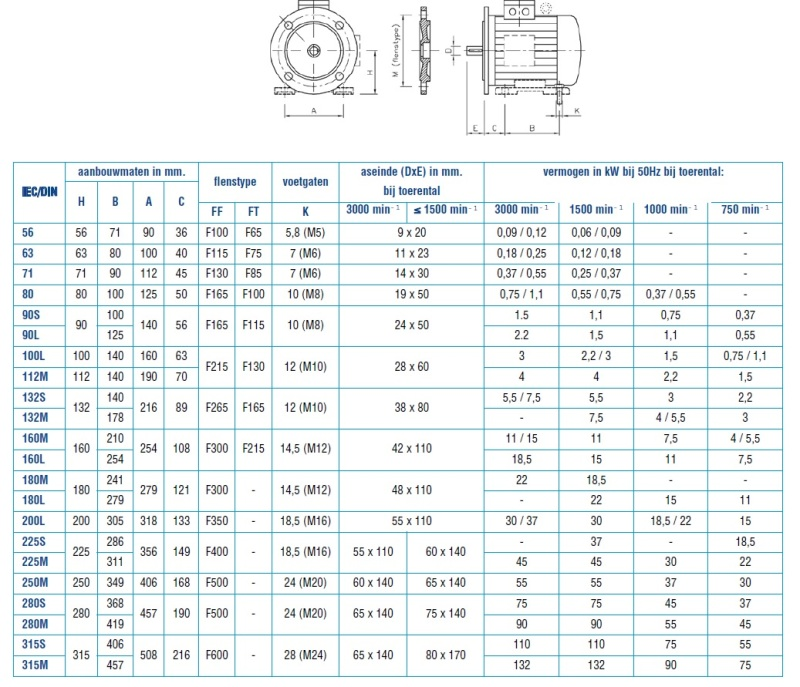 M (flenstype)
D
H
A
K
E C B
IEC/DIN aanbouwmaten in mm. flenstype voetgaten aseinde (DxE) in mm. bij toerental vermogen in kW bij 50Hz bij toerental:
H B A C FF FT K 3000 min⁻¹ ≤ 1500 min⁻¹ 3000 min⁻¹ 1500 min⁻¹ 1000 min⁻¹ 750 min⁻¹
56 56 71 90 36 F100 F65 5,8 (M5) 9 x 20 0,09 / 0,12 0,06 / 0,09 - -
63 63 80 100 40 F115 F75 7 (M6) 11 x 23 0,18 / 0,25 0,12 / 0,18 - -
71 71 90 112 45 F130 F85 7 (M6) 14 x 30 0,37 / 0,55 0,25 / 0,37 - -
80 80 100 125 50 F165 F100 10 (M8) 19 x 50 0,75 / 1,1 0,55 / 0,75 0,37 / 0,55 -
90S 90 100 140 56 F165 F115 10 (M8) 24 x 50 1.5 1,1 0,75 0,37
90L 125 2.2 1,5 1,1 0,55
100L 100 140 160 63 F215 F130 12 (M10) 28 x 60 3 2,2 / 3 1,5 0,75 / 1,1
112M 112 140 190 70 4 4 2,2 1,5
132S 132 140 216 89 F265 F165 12 (M10) 38 x 80 5,5 / 7,5 5,5 3 2,2
132M 178 - 7,5 4 / 5,5 3
160M 160 210 254 108 F300 F215 14,5 (M12) 42 x 110 11 / 15 11 7,5 4 / 5,5
160L 254 18,5 15 11 7,5
180M 180 241 279 121 F300 - 14,5 (M12) 48 x 110 22 18,5 - -
180L 279 - 22 15 11
200L 200 305 318 133 F350 - 18,5 (M16) 55 x 110 30 / 37 30 18,5 / 22 15
225S 225 286 356 149 F400 - 18,5 (M16) 55 x 110 60 x 140 - 37 - 18,5
225M 311 45 45 30 22
250M 250 349 406 168 F500 - 24 (M20) 60 x 140 65 x 140 55 55 37 30
280S 280 368 457 190 F500 - 24 (M20) 65 x 140 75 x 140 75 75 45 37
280M 419 90 90 55 45
315S 315 406 508 216 F600 - 28 (M24) 65 x 140 80 x 170 110 110 75 55
315M 457 132 132 90 75